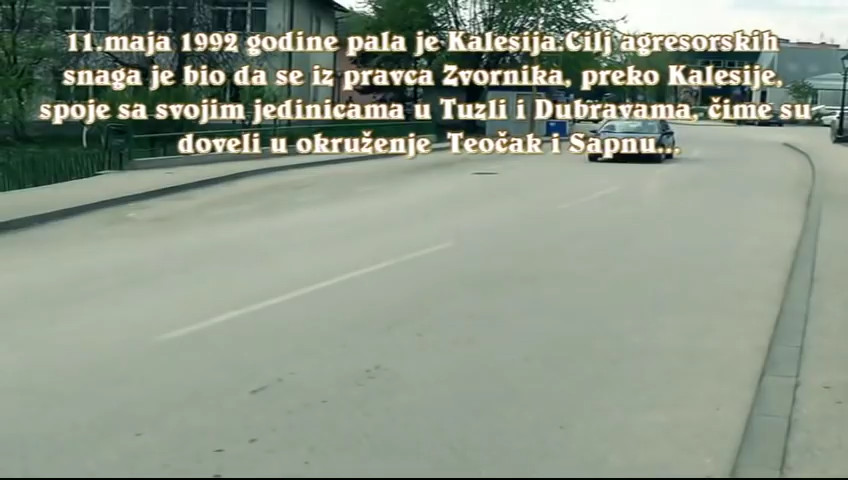 11.maja 1992 godine pala je Kalesija.Cilj agresorskih
snaga je bio da se iz pravca Zvornika, preko Kalesije,
spoje sa svojim jedinicama u Tuzli i Dubravama, čime su
doveli u okruženje Teočak i Sapnu...